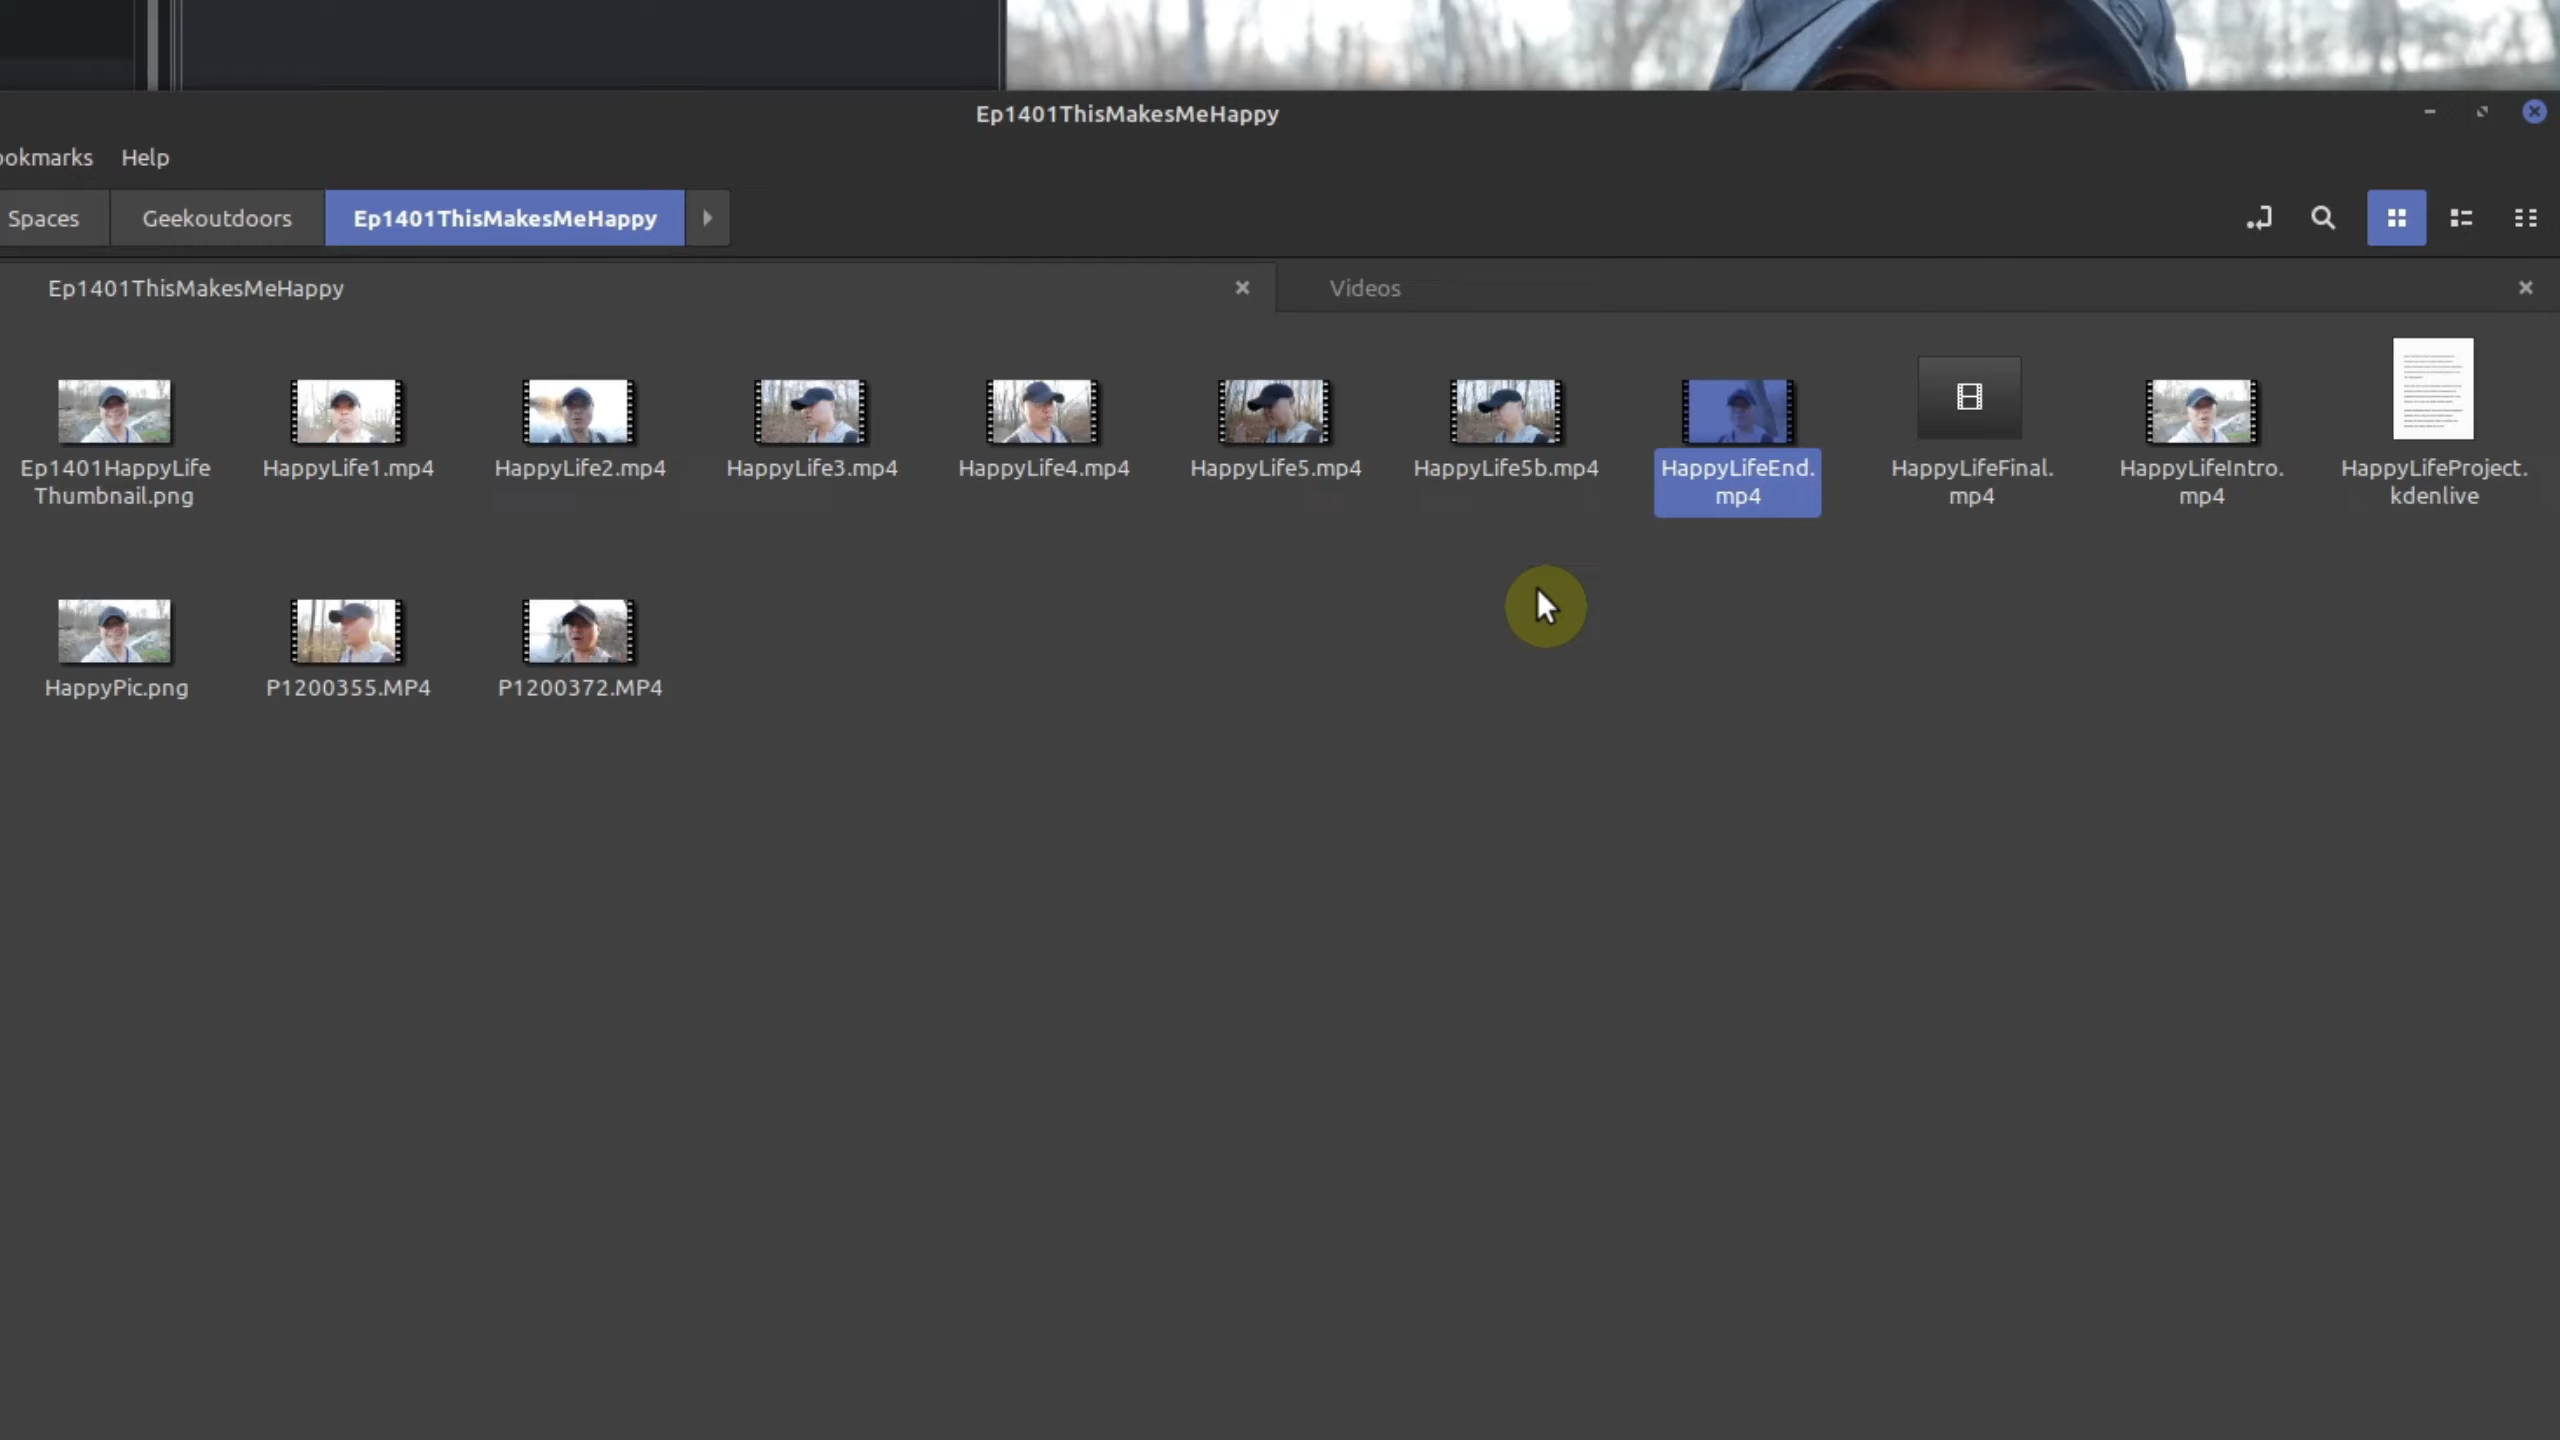 Ep1401ThisMakesMeHappy
ookmarks Help
Spaces Geekoutdoors Ep1401ThisMakesMeHappy
Ep1401ThisMakesMeHappy Videos
Ep1401HappyLife
Thumbnail.png
HappyLife1.mp4
HappyLife2.mp4
HappyLife3.mp4
HappyLife4.mp4
HappyLife5.mp4
HappyLife5b.mp4
HappyLifeEnd.
mp4
HappyLifeFinal.
mp4
HappyLifeIntro.
mp4
HappyLifeProject.
kdenlive
HappyPic.png
P1200355.MP4
P1200372.MP4